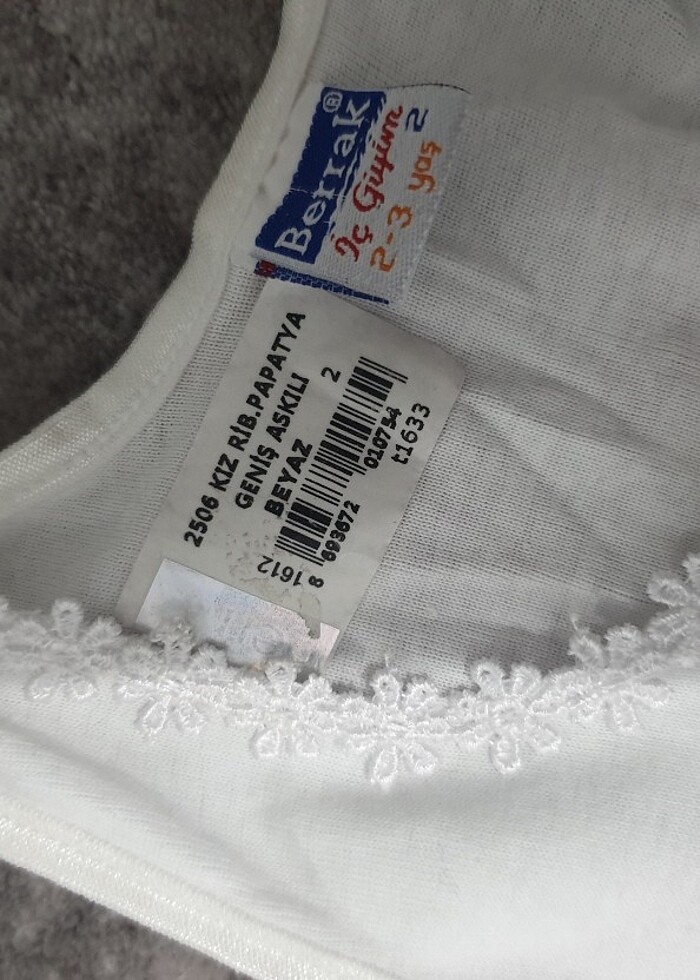 Berrak®
İç Giyim
2-3 yaş 2
2506 KIZ RİB.PAPATYA
GENİŞ ASKILI
BEYAZ 2
8 693672 010754
1612 t1633